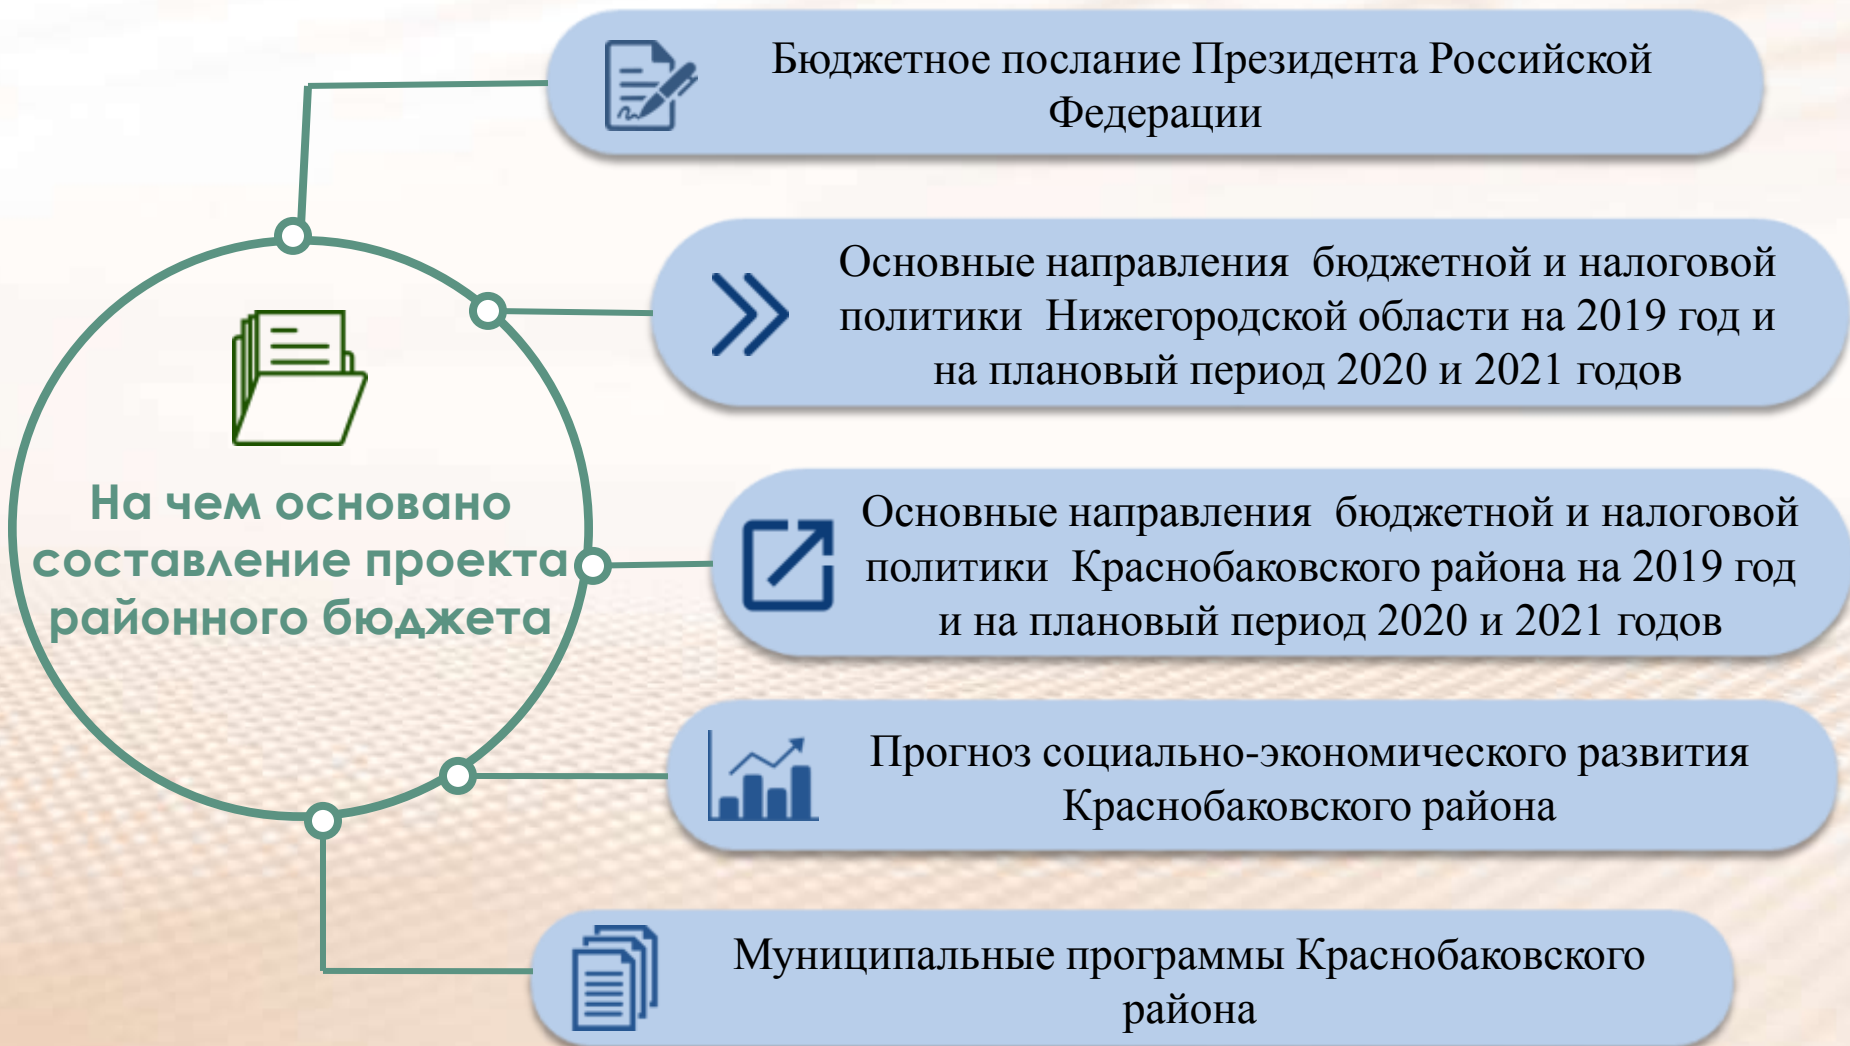 Бюджетное послание Президента Российской
Федерации
Основные направления бюджетной и налоговой
политики Нижегородской области на 2019 год и
на плановый период 2020 и 2021 годов
На чем основано
составление проекта
районного бюджета
Основные направления бюджетной и налоговой
политики Краснобаковского района на 2019 год
и на плановый период 2020 и 2021 годов
Прогноз социально-экономического развития
Краснобаковского района
Муниципальные программы Краснобаковского
района